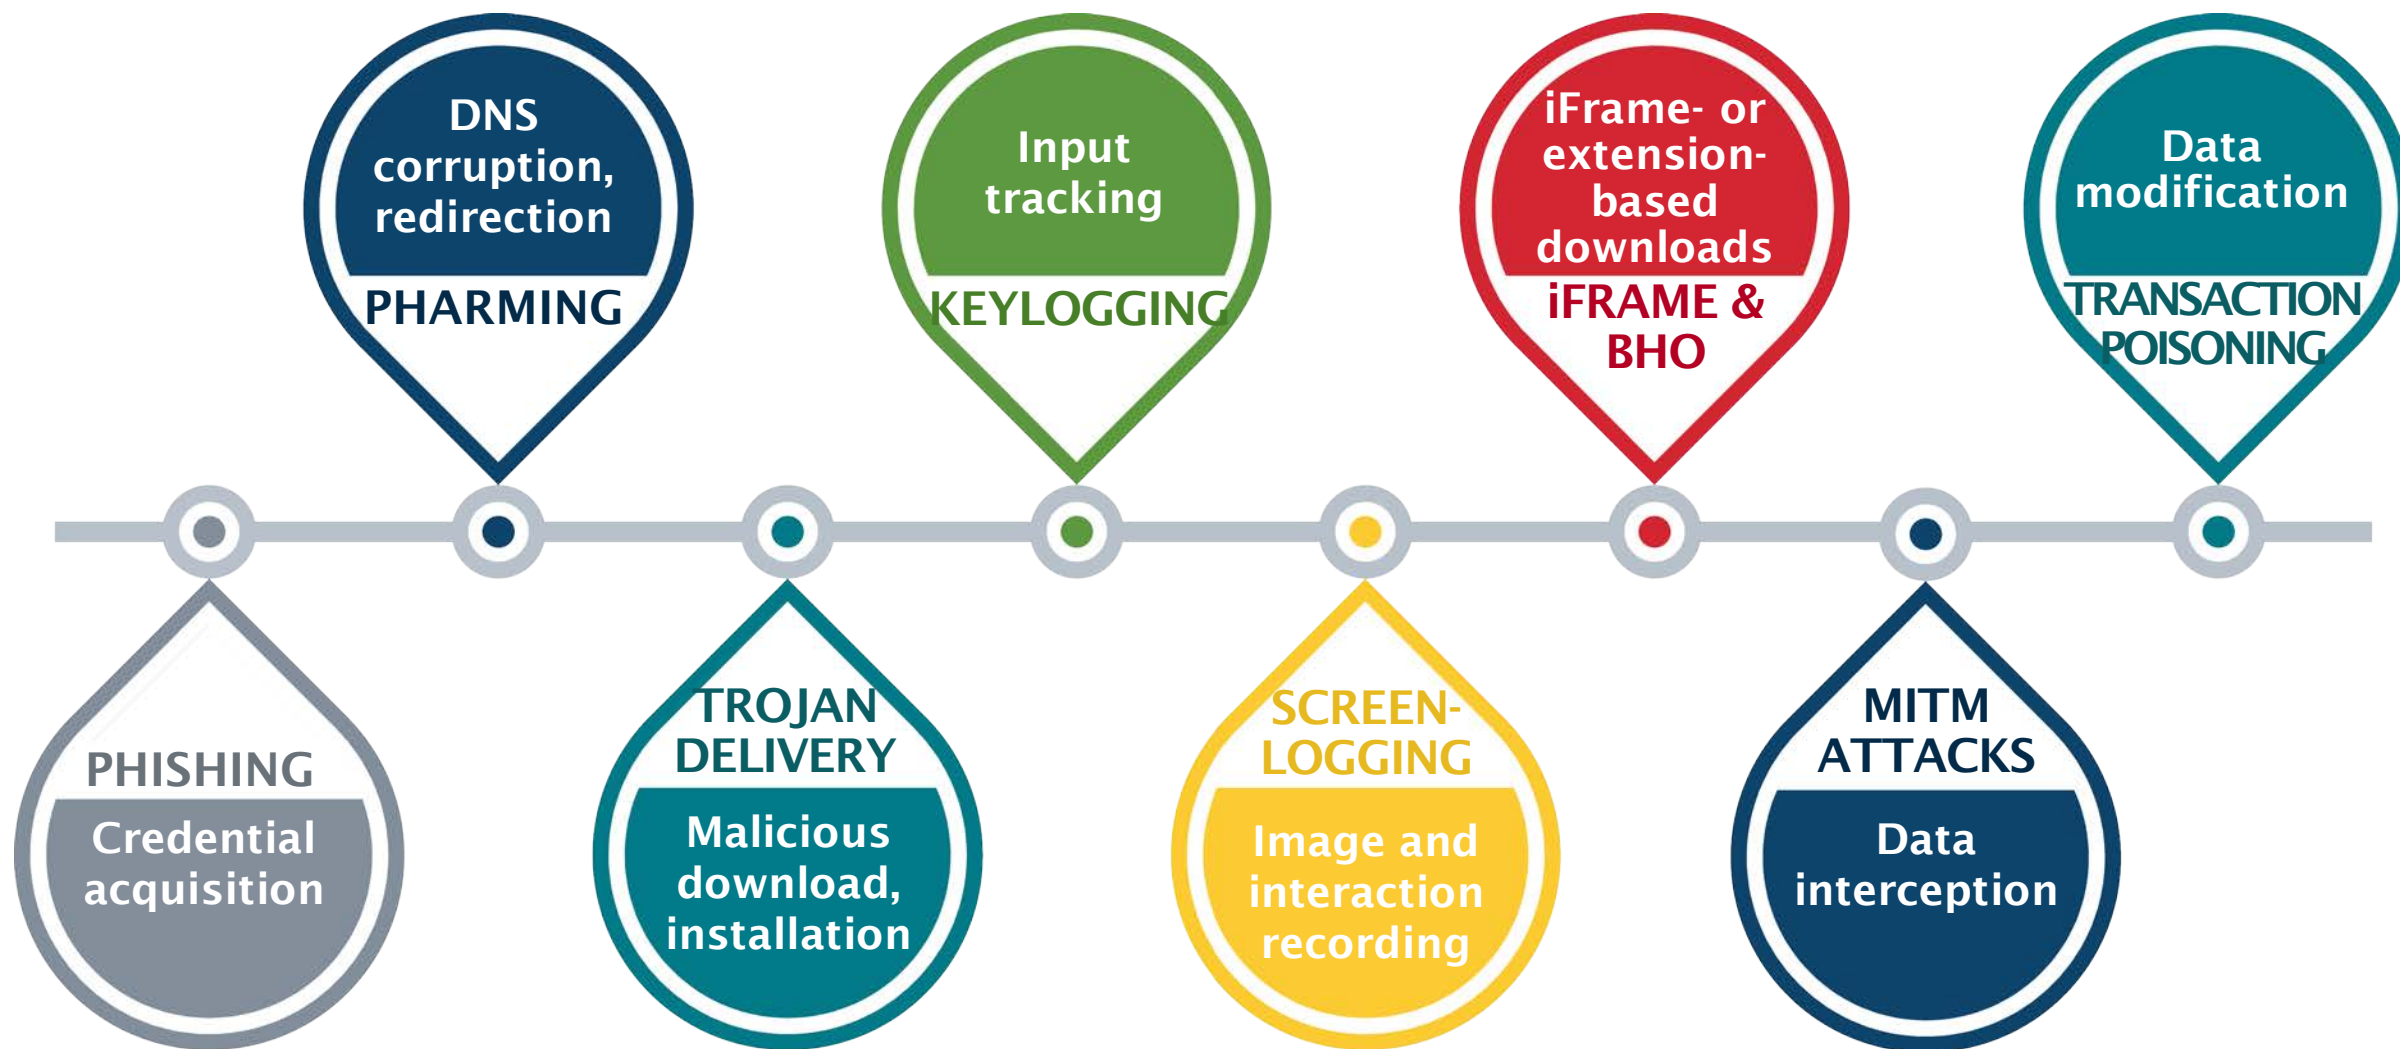 DNS
corruption,
redirection
PHARMING
Input
tracking
KEYLOGGING
iFrame- or
extension-
based
downloads
iFRAME &
BHO
Data
modification
TRANSACTION
POISONING
PHISHING
Credential
acquisition
TROJAN
DELIVERY
Malicious
download,
installation
SCREEN-
LOGGING
Image and
interaction
recording
MITM
ATTACKS
Data
interception